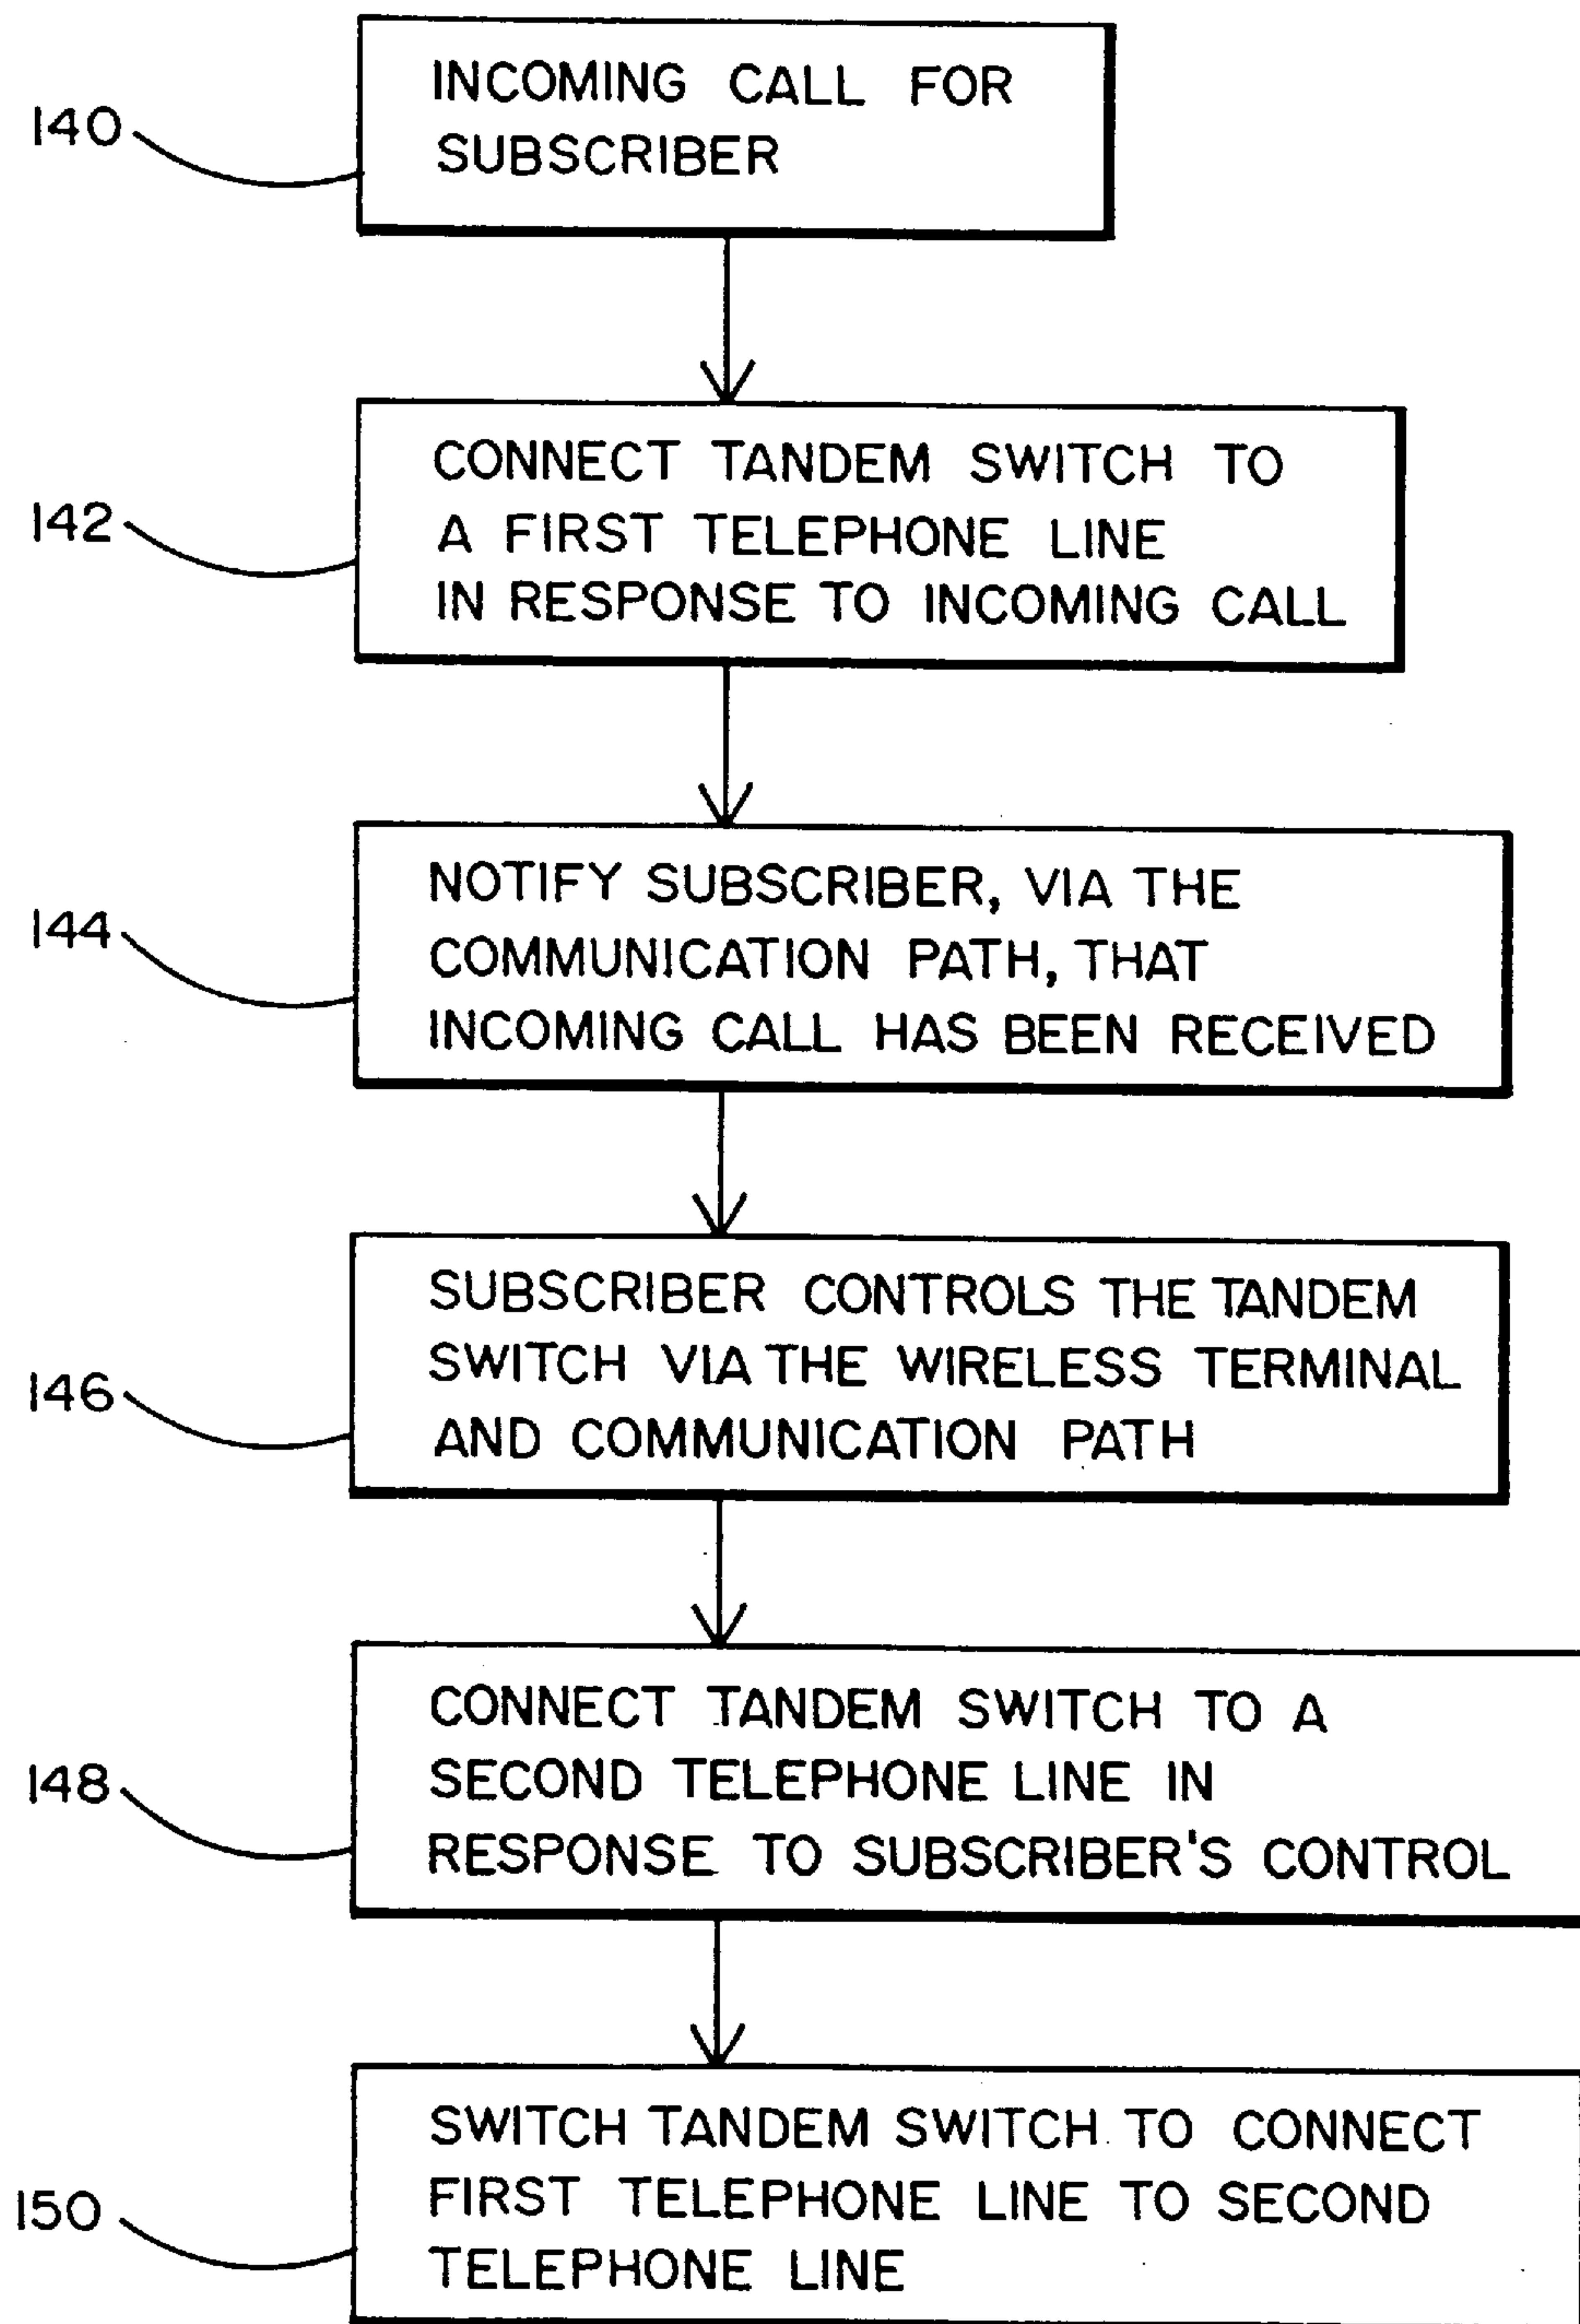 140
INCOMING CALL FOR
SUBSCRIBER
142
CONNECT TANDEM SWITCH TO
A FIRST TELEPHONE LINE
IN RESPONSE TO INCOMING CALL
144
NOTIFY SUBSCRIBER, VIA THE
COMMUNICATION PATH, THAT
INCOMING CALL HAS BEEN RECEIVED
146
SUBSCRIBER CONTROLS THE TANDEM
SWITCH VIA THE WIRELESS TERMINAL
AND COMMUNICATION PATH
148
CONNECT TANDEM SWITCH TO A
SECOND TELEPHONE LINE IN
RESPONSE TO SUBSCRIBER'S CONTROL
150
SWITCH TANDEM SWITCH TO CONNECT
FIRST TELEPHONE LINE TO SECOND
TELEPHONE LINE